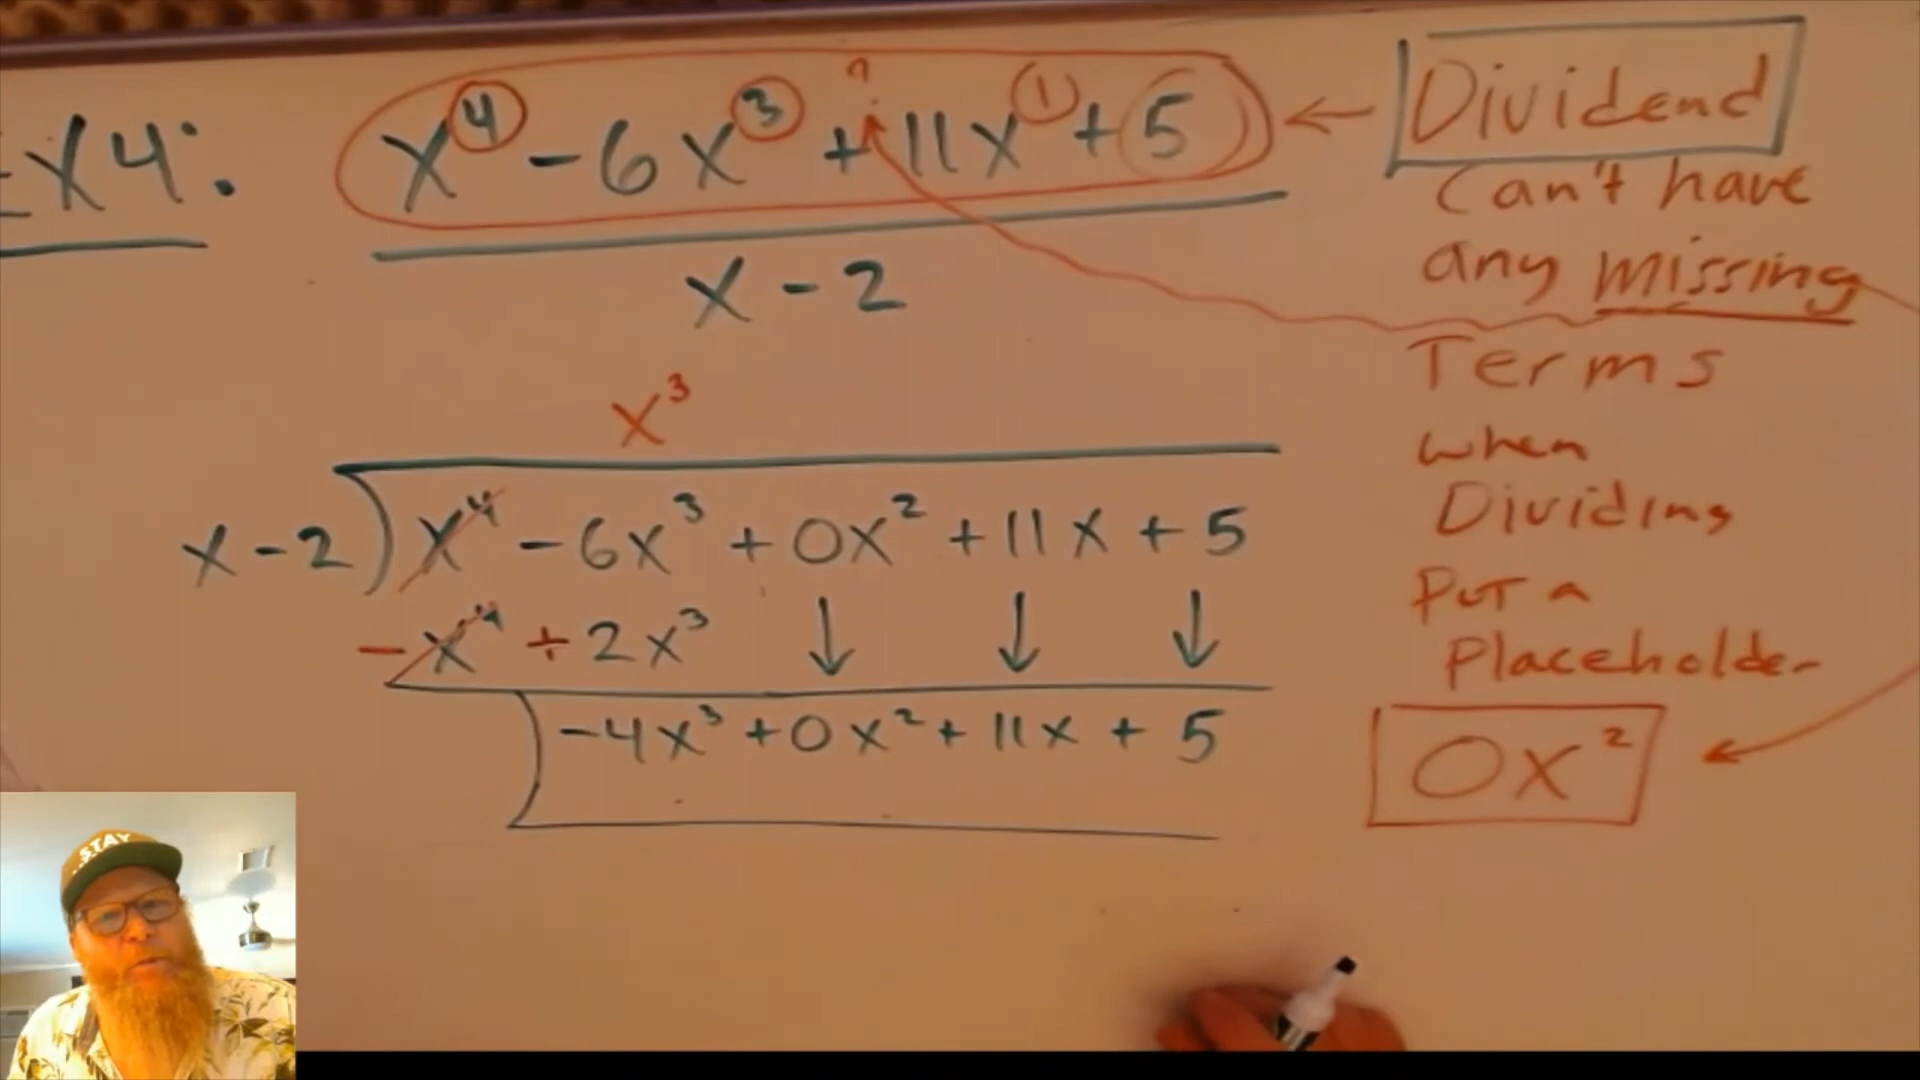 EX4:
x⁴ - 6x³ + 11x¹ + 5
?
x - 2
Dividend
Can't have
any missing
Terms
when
Dividing
Put a
Placeholder
0x²
x³
x-2) x⁴ - 6x³ + 0x² + 11x + 5
- x⁴ + 2x³ ↓ ↓ ↓
-4x³ + 0x² + 11x + 5
STAY